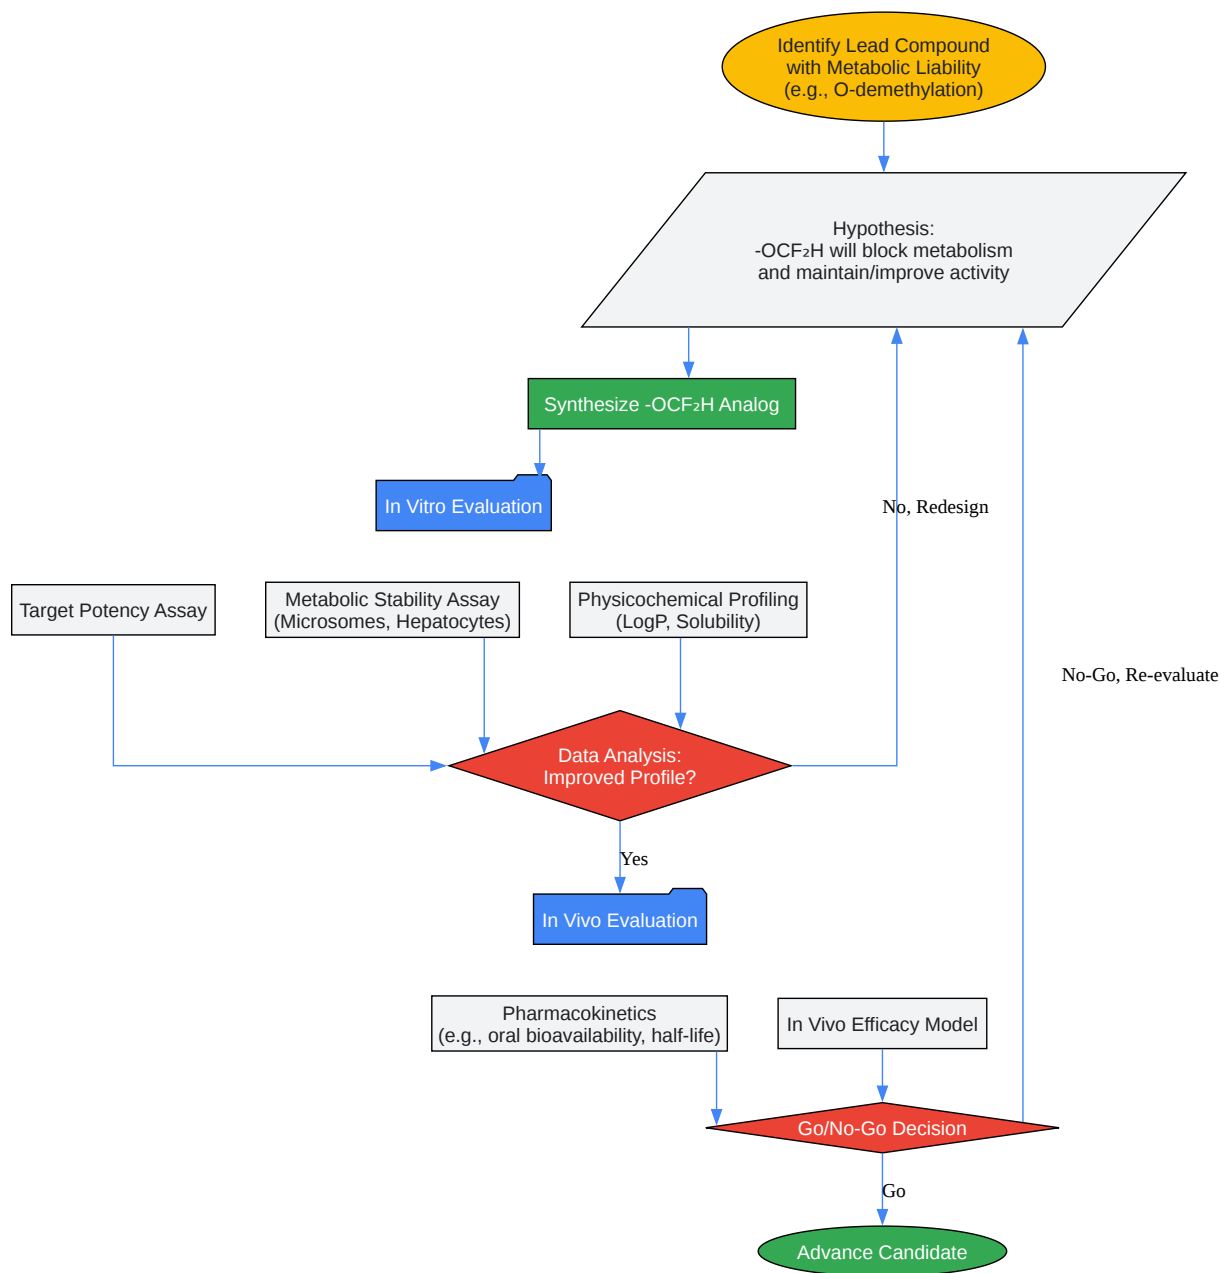 Identify Lead Compound
with Metabolic Liability
(e.g., O-demethylation)
Hypothesis:
-OCF₂H will block metabolism
and maintain/improve activity
Synthesize -OCF₂H Analog
In Vitro Evaluation
No, Redesign
Target Potency Assay
Metabolic Stability Assay
(Microsomes, Hepatocytes)
Physicochemical Profiling
(LogP, Solubility)
No-Go, Re-evaluate
Data Analysis:
Improved Profile?
Yes
In Vivo Evaluation
Pharmacokinetics
(e.g., oral bioavailability, half-life)
In Vivo Efficacy Model
Go/No-Go Decision
Go
Advance Candidate